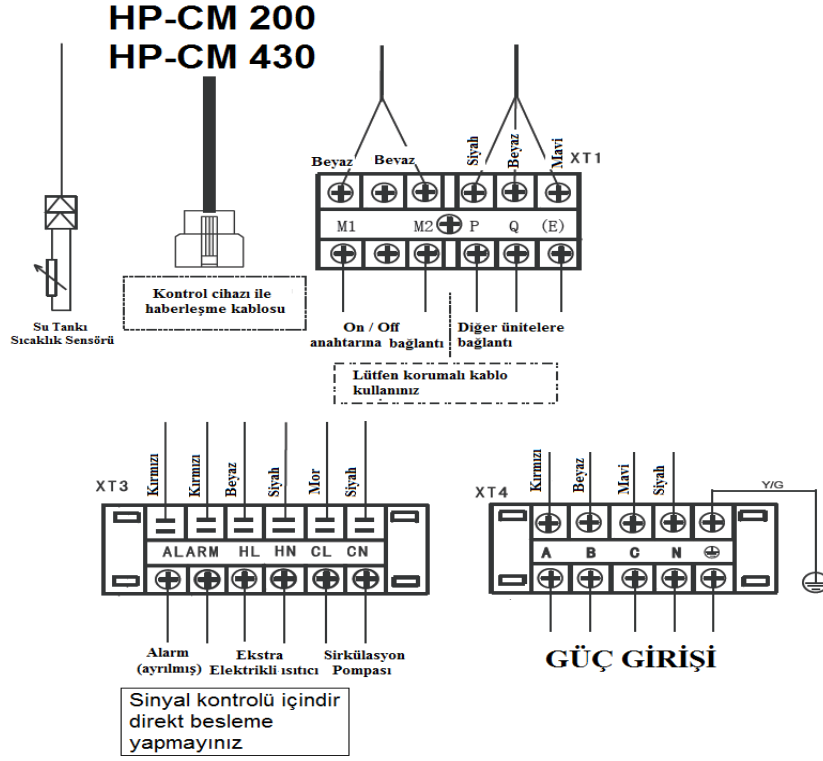 HP-CM 200
HP-CM 430
Beyaz
Bevaz
Siyah
Beyaz
Mavi
XT1
M1
M2
P
Q
(E)
Kontrol cihazı ile
haberleşme kablosu
Su Tankı
Sıcaklık Sensörü
On / Off
anahtarına bağlantı
Diğer ünitelere
bağlantı
Lütfen korumalı kablo
kullanınız
XT3
Kırmızı
Kırmızı
Beyaz
Siyah
Mor
Siyah
ALARM HL HN CL CN
Alarm
(ayrılmış)
Ekstra
Elektrikli ısıtıcı
Sirkülasyon
Pompası
Sinyal kontrolü içindir
direkt besleme
yapmayınız
XT4
Kırmızı
Beyaz
Mavi
Siyah
Y/G
A B C N
GÜÇ GİRİŞİ